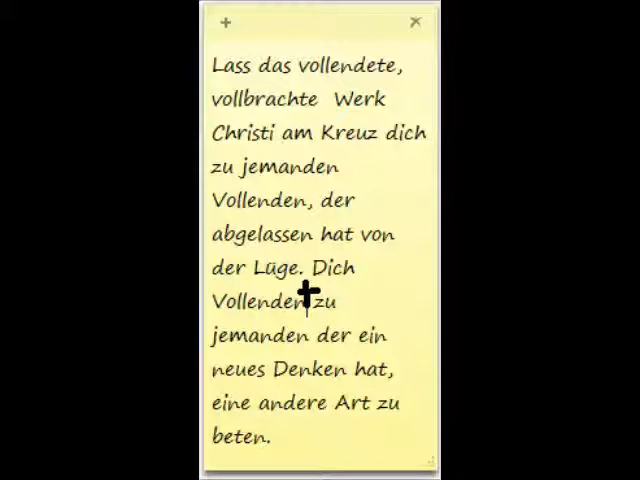 Lass das vollendete,
vollbrachte Werk
Christi am Kreuz dich
zu jemanden
Vollenden, der
abgelassen hat von
der Lüge. Dich
Vollenden zu
jemanden der ein
neues Denken hat,
eine andere Art zu
beten.